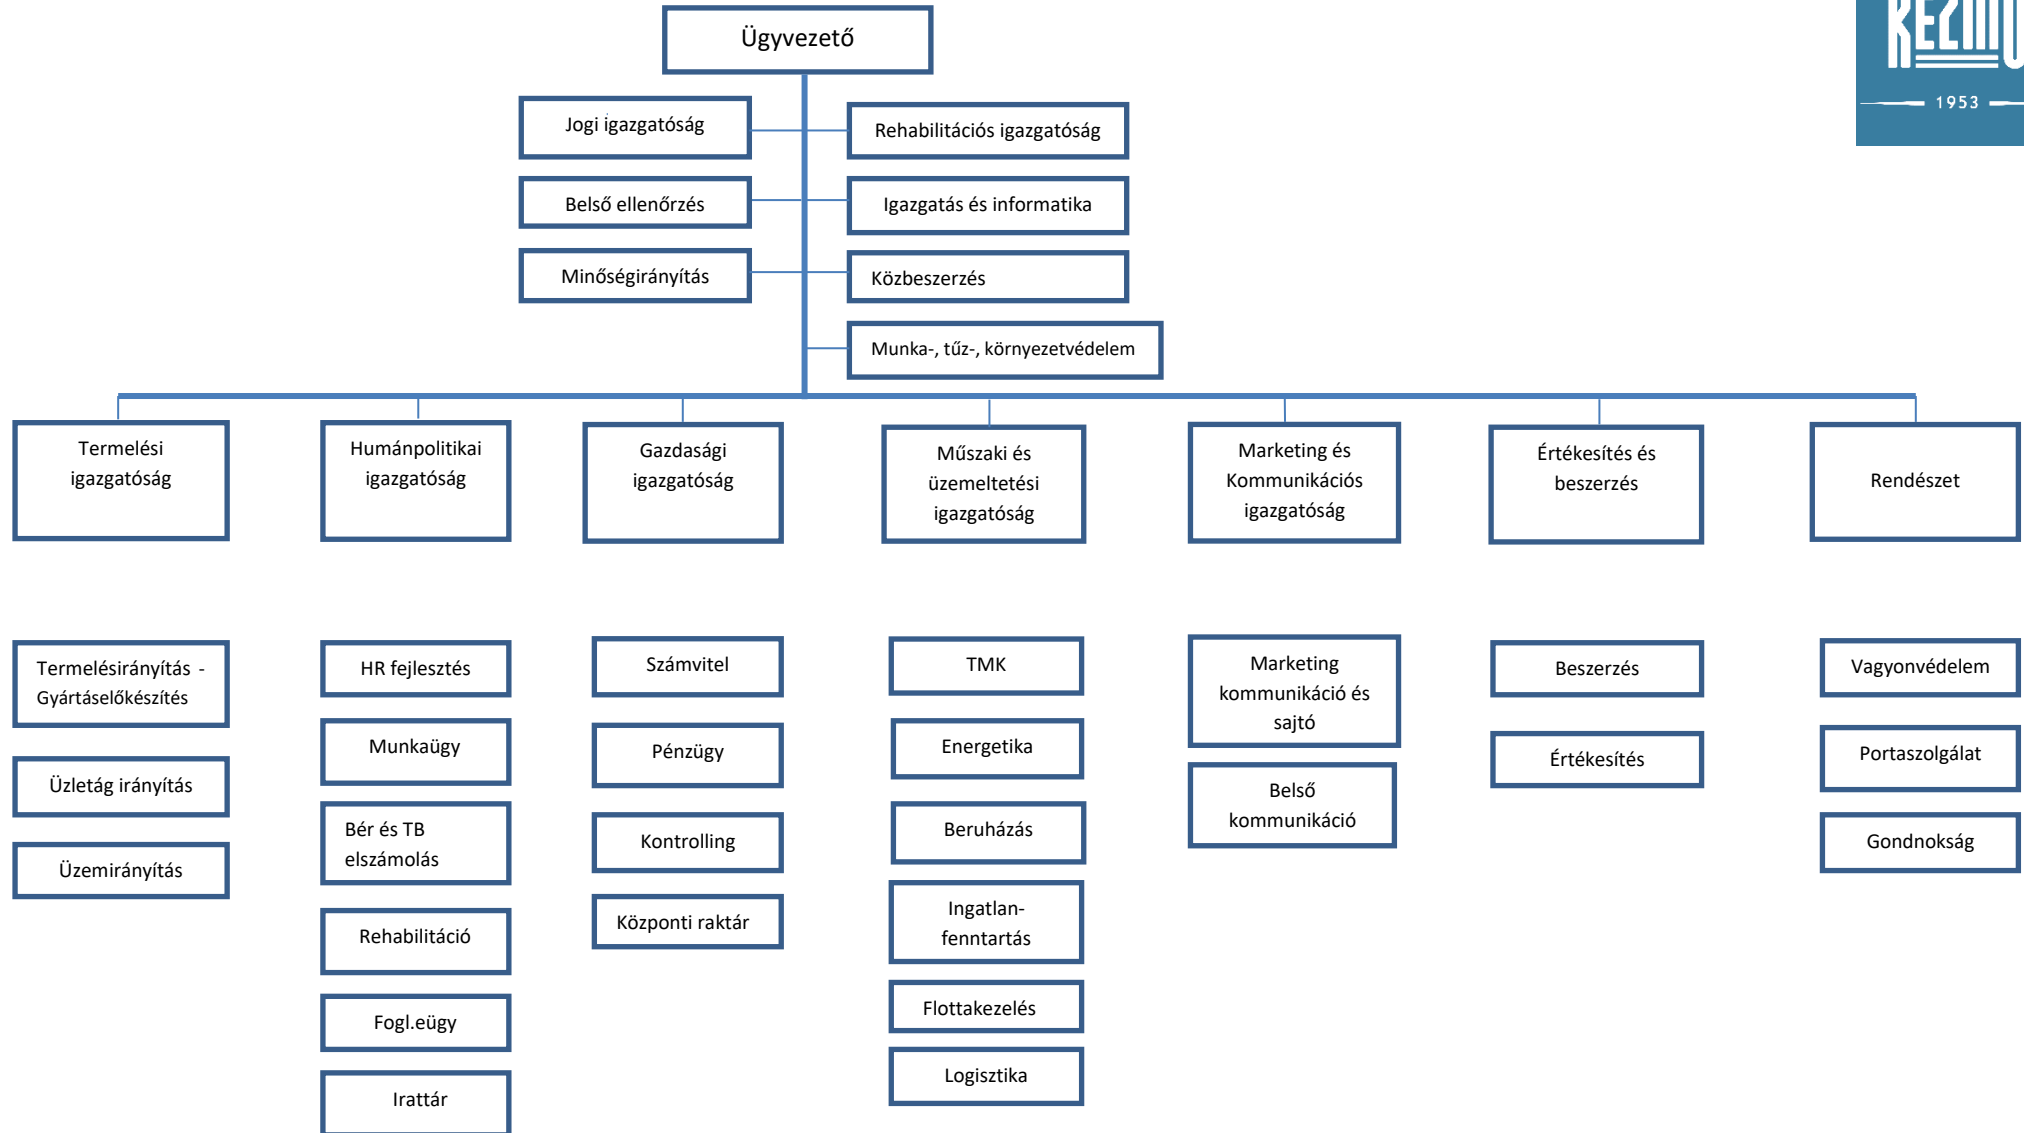 KÉZMŰ
1953
Ügyvezető
Jogi igazgatóság
Rehabilitációs igazgatóság
Belső ellenőrzés
Igazgatás és informatika
Minőségirányítás
Közbeszerzés
Munka-, tűz-, környezetvédelem
Termelési
igazgatóság
Humánpolitikai
igazgatóság
Gazdasági
igazgatóság
Műszaki és
üzemeltetési
igazgatóság
Marketing és
Kommunikációs
igazgatóság
Értékesítés és
beszerzés
Rendészet
Termelésirányítás -
Gyártáselőkészítés
Üzletág irányítás
Üzemirányítás
HR fejlesztés
Munkaügy
Bér és TB
elszámolás
Rehabilitáció
Fogl.eügy
Irattár
Számvitel
Pénzügy
Kontrolling
Központi raktár
TMK
Energetika
Beruházás
Ingatlan-
fenntartás
Flottakezelés
Logisztika
Marketing
kommunikáció és
sajtó
Belső
kommunikáció
Beszerzés
Értékesítés
Vagyonvédelem
Portaszolgálat
Gondnokság